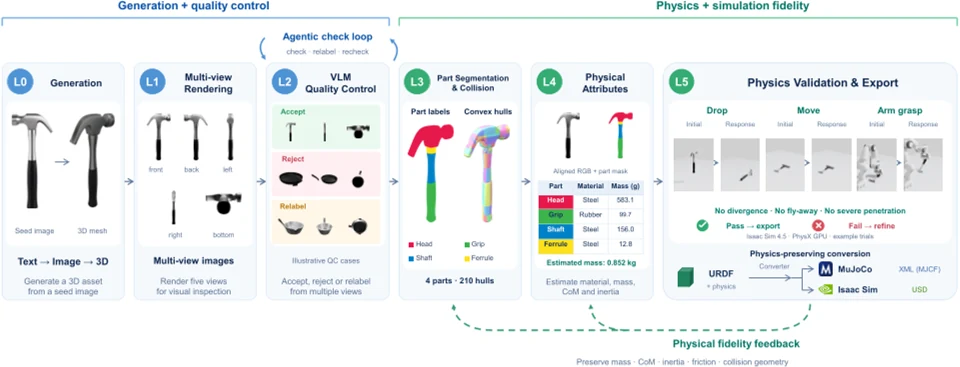 Generation + quality control
Physics + simulation fidelity
Agentic check loop
check · relabel · recheck
L0
Generation
Seed image
3D mesh
Text → Image → 3D
Generate a 3D asset
from a seed image
L1
Multi-view
Rendering
front
back
left
right
bottom
Multi-view images
Render five views
for visual inspection
L2
VLM
Quality Control
Accept
Reject
Relabel
Illustrative QC cases
Accept, reject or relabel
from multiple views
L3
Part Segmentation
& Collision
Part labels
Convex hulls
Head
Grip
Shaft
Ferrule
4 parts · 210 hulls
L4
Physical
Attributes
Aligned RGB + part mask
Part Material Mass (g)
Head Steel 583.1
Grip Rubber 99.7
Shaft Steel 156.0
Ferrule Steel 12.8
Estimated mass: 0.852 kg
Estimate material, mass,
CoM and inertia
L5
Physics Validation & Export
Drop
Move
Arm grasp
Initial
Response
Initial
Response
Initial
Response
No divergence · No fly-away · No severe penetration
Pass → export
Fail → refine
Isaac Sim 4.5 · PhysX GPU · example trials
Physics-preserving conversion
URDF
+ physics
Converter
MuJoCo
XML (MJCF)
Isaac Sim
USD
Physical fidelity feedback
Preserve mass · CoM · inertia · friction · collision geometry